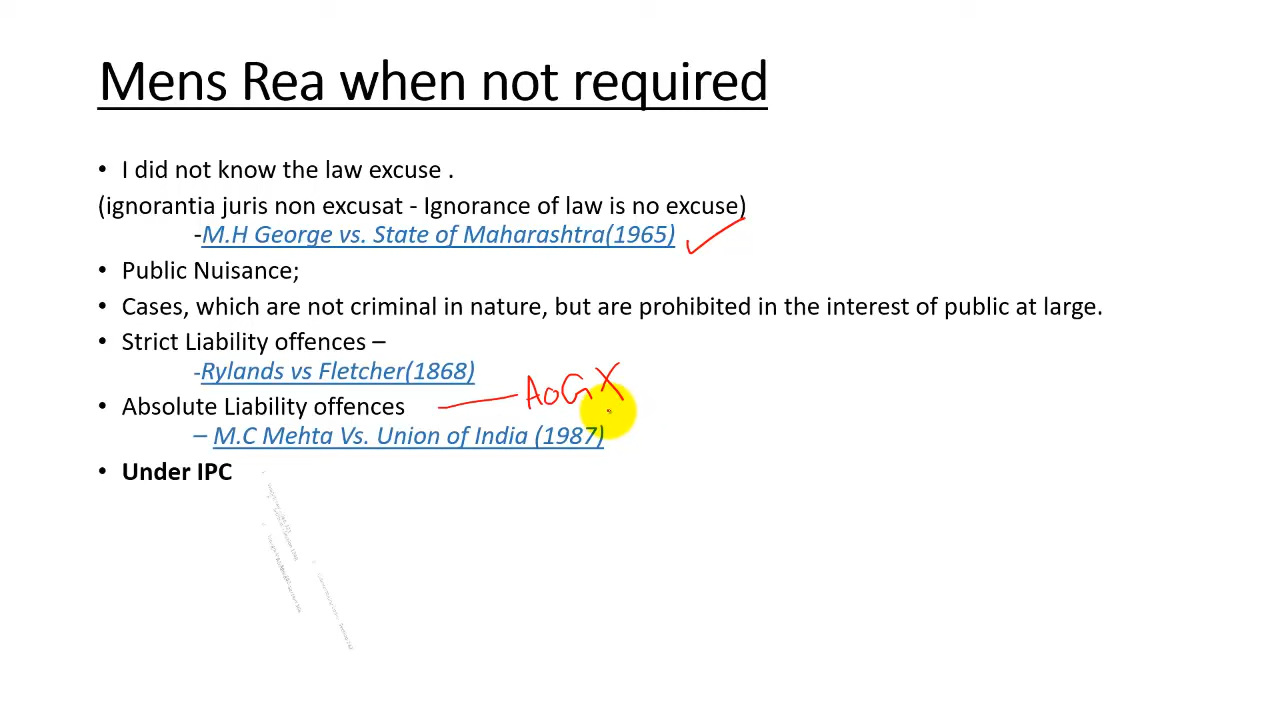 Mens Rea when not required
• I did not know the law excuse .
(ignorantia juris non excusat - Ignorance of law is no excuse)
-M.H George vs. State of Maharashtra(1965)
• Public Nuisance;
• Cases, which are not criminal in nature, but are prohibited in the interest of public at large.
• Strict Liability offences –
-Rylands vs Fletcher(1868)
AOG X
• Absolute Liability offences
– M.C Mehta Vs. Union of India (1987)
• Under IPC